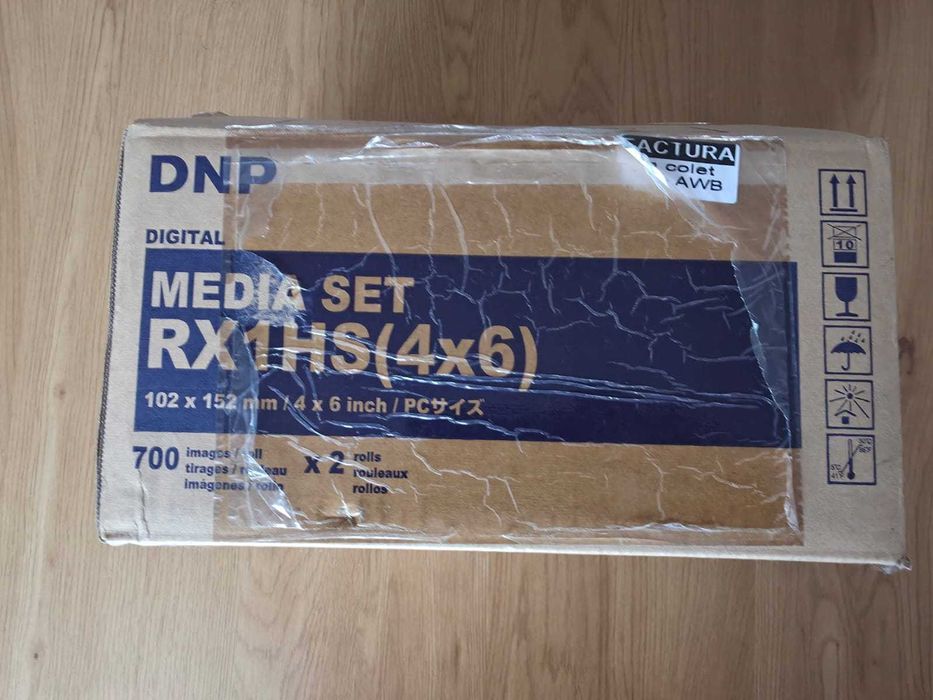 DNP
FACTURA
colet
AWB
DIGITAL
MEDIA SET
RX1HS(4x6)
102 x 152 mm / 4 x 6 inch / PCサイズ
700 images / roll
tirages / rouleau
imágenes / rollo
x 2 rolls
rouleaux
rollos
10